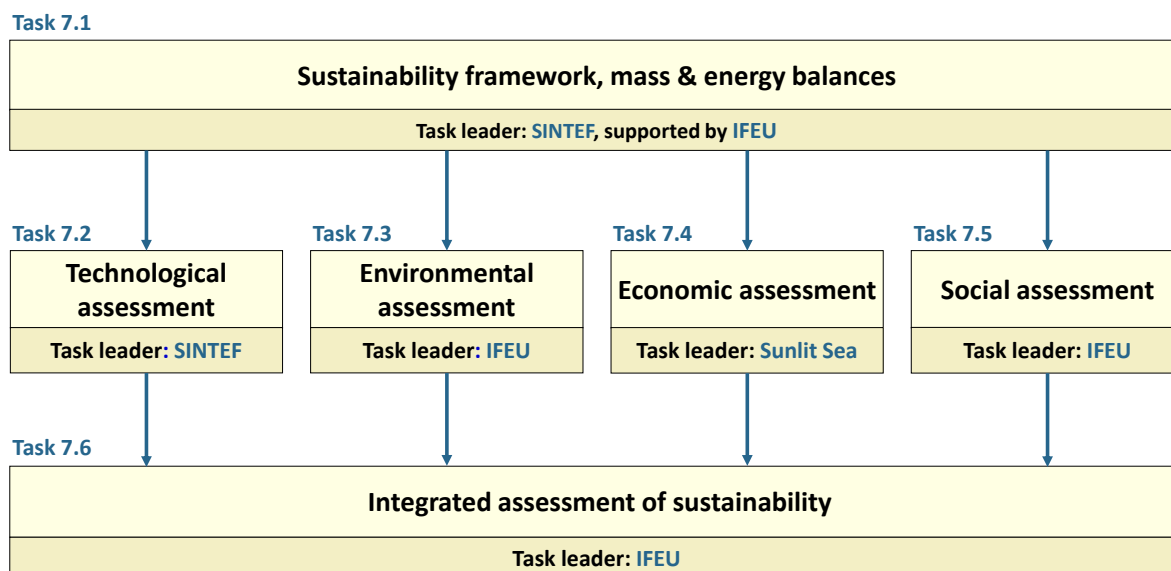 Task 7.1
Sustainability framework, mass & energy balances
Task leader: SINTEF, supported by IFEU
Task 7.2
Technological
assessment
Task leader: SINTEF
Task 7.3
Environmental
assessment
Task leader: IFEU
Task 7.4
Economic assessment
Task leader: Sunlit Sea
Task 7.5
Social assessment
Task leader: IFEU
Task 7.6
Integrated assessment of sustainability
Task leader: IFEU